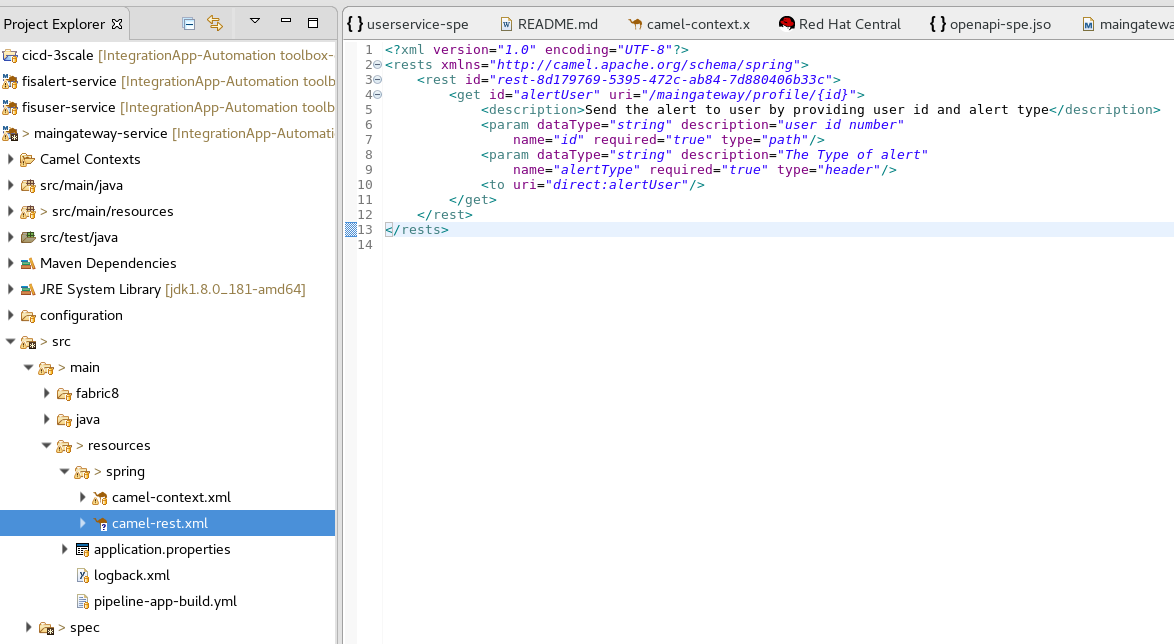 Project Explorer
userservice-spe README.md camel-context.x Red Hat Central { } openapi-spe.jso maingatewa
cicd-3scale [IntegrationApp-Automation toolbox-
fisalert-service [IntegrationApp-Automation toolb
fisuser-service [IntegrationApp-Automation toolb
> maingateway-service [IntegrationApp-Automati
Camel Contexts
src/main/java
> src/main/resources
src/test/java
Maven Dependencies
JRE System Library [jdk1.8.0_181-amd64]
configuration
> src
> main
fabric8
java
> resources
> spring
camel-context.xml
camel-rest.xml
application.properties
logback.xml
pipeline-app-build.yml
> spec
1 <?xml version="1.0" encoding="UTF-8"?>
2 <rests xmlns="http://camel.apache.org/schema/spring">
3 <rest id="rest-8d179769-5395-472c-ab84-7d880406b33c">
4 <get id="alertUser" uri="/maingateway/profile/{id}">
5 <description>Send the alert to user by providing user id and alert type</description>
6 <param dataType="string" description="user id number"
7 name="id" required="true" type="path"/>
8 <param dataType="string" description="The Type of alert"
9 name="alertType" required="true" type="header"/>
10 <to uri="direct:alertUser"/>
11 </get>
12 </rest>
13 </rests>
14